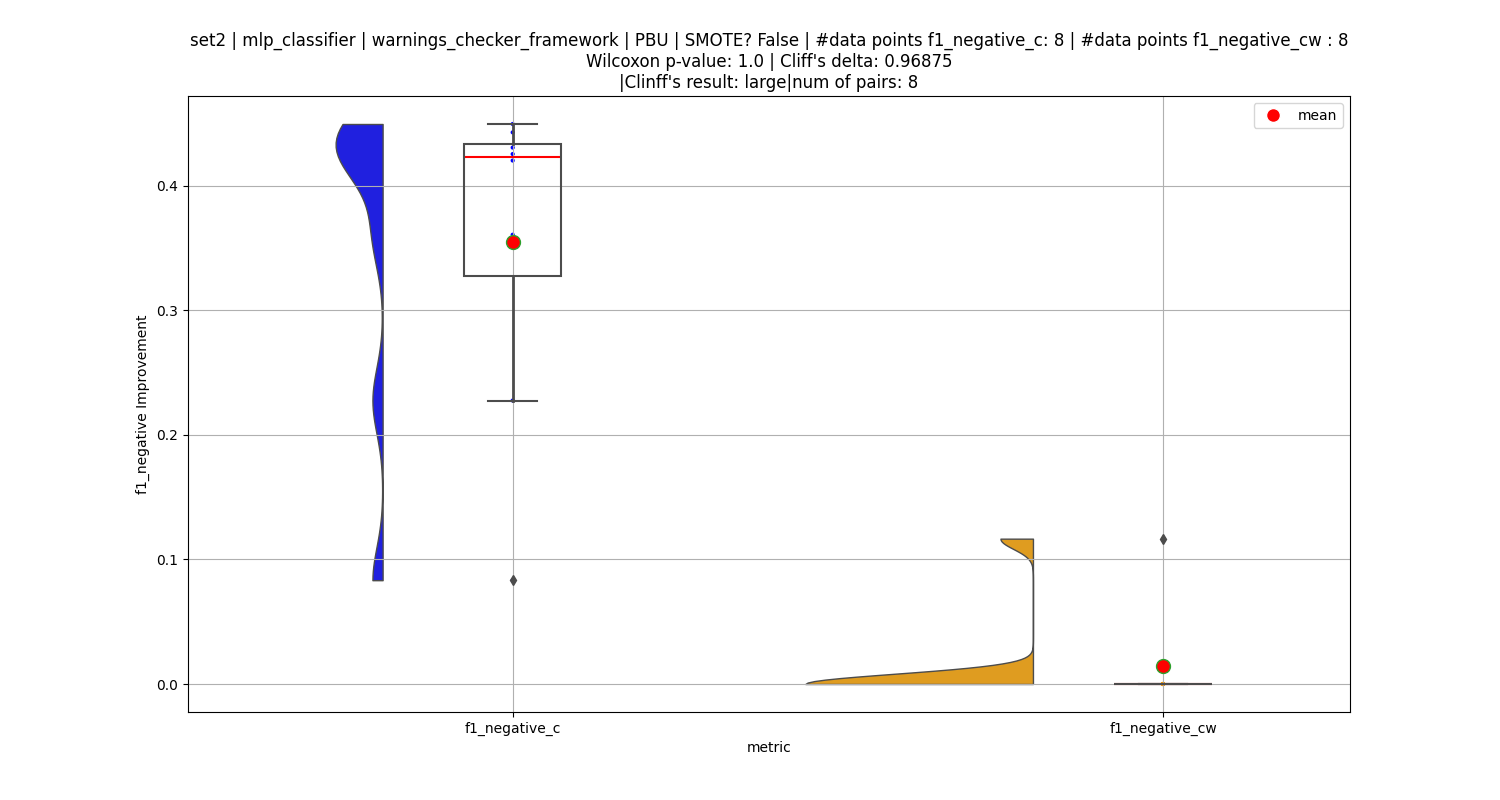 set2 | mlp_classifier | warnings_checker_framework | PBU | SMOTE? False | #data points f1_negative_c: 8 | #data points f1_negative_cw : 8
Wilcoxon p-value: 1.0 | Cliff's delta: 0.96875
|Clinff's result: large|num of pairs: 8
mean
0.4
0.3
0.2
0.1
0.0
f1_negative Improvement
f1_negative_c
f1_negative_cw
metric